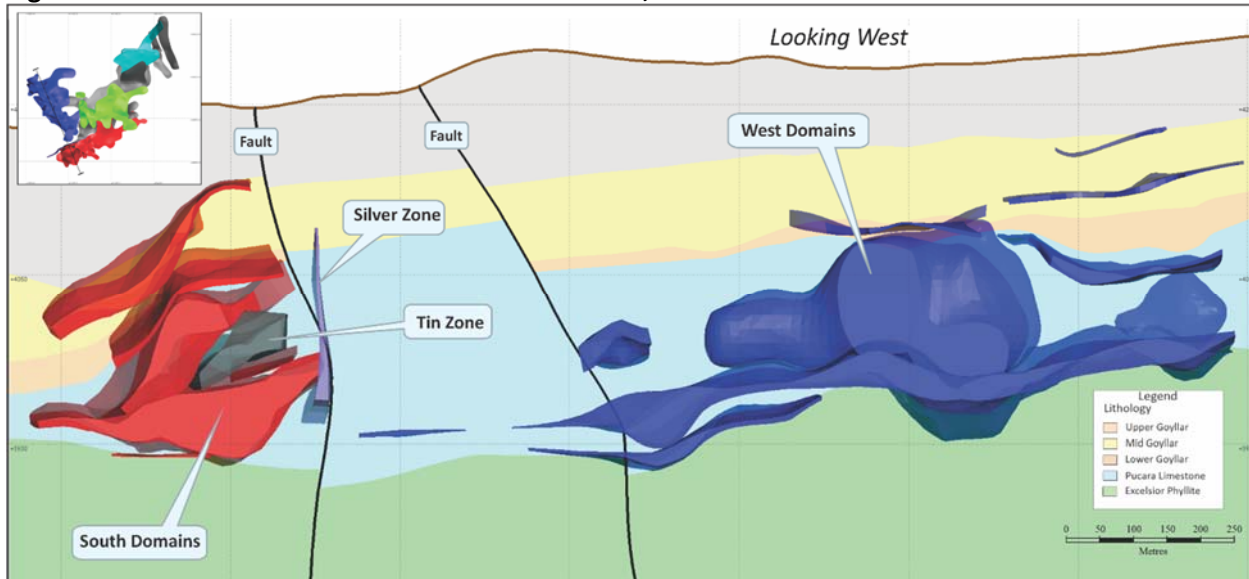 Looking West
Fault
Fault
West Domains
Silver Zone
Tin Zone
South Domains
Legend
Lithology
Upper Goyllar
Mid Goyllar
Lower Goyllar
Pucara Limestone
Excelsior Phyllite
0 50 100 150 200 250
Metres